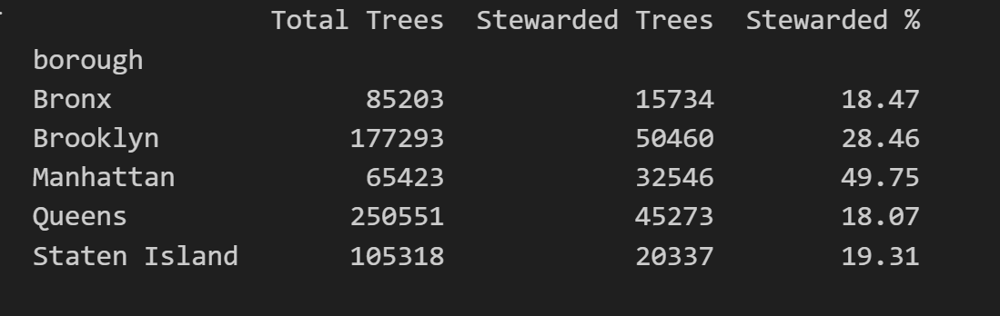 Total Trees Stewarded Trees Stewarded %
borough
Bronx 85203 15734 18.47
Brooklyn 177293 50460 28.46
Manhattan 65423 32546 49.75
Queens 250551 45273 18.07
Staten Island 105318 20337 19.31